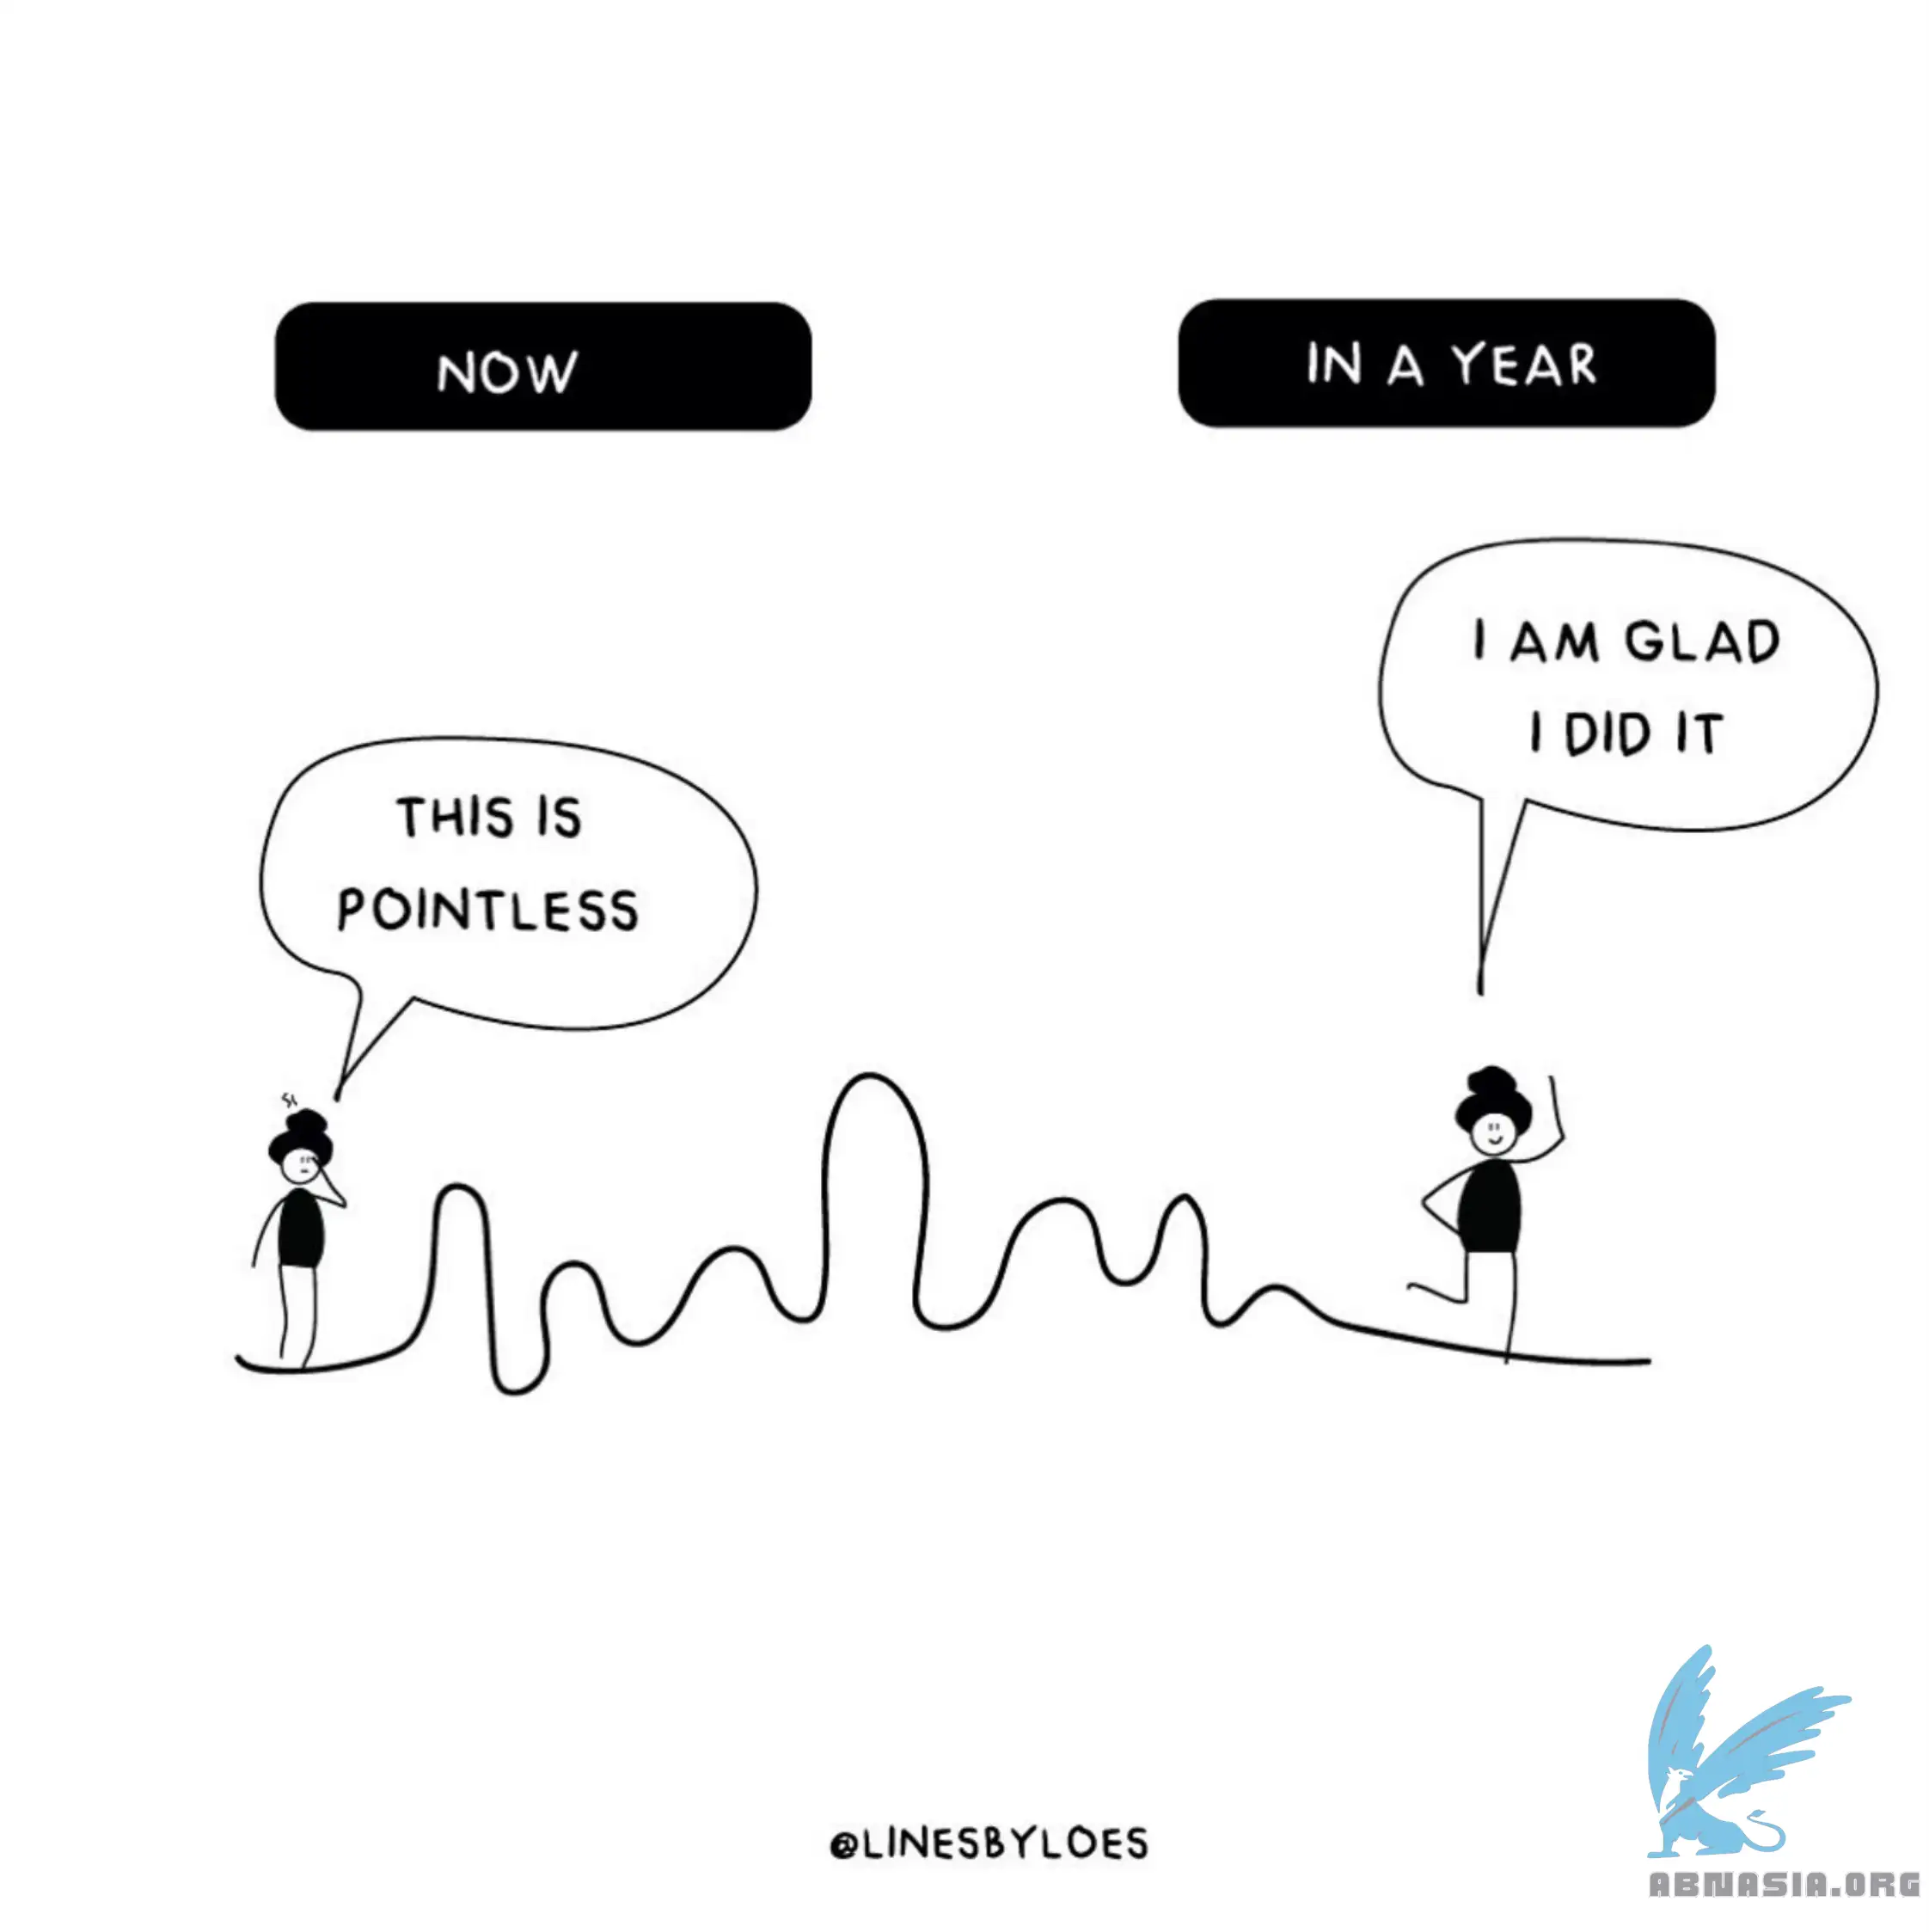 NOW
IN A YEAR
I AM GLAD
I DID IT
THIS IS
POINTLESS
@LINESBYLOES
ABNASIA.ORG